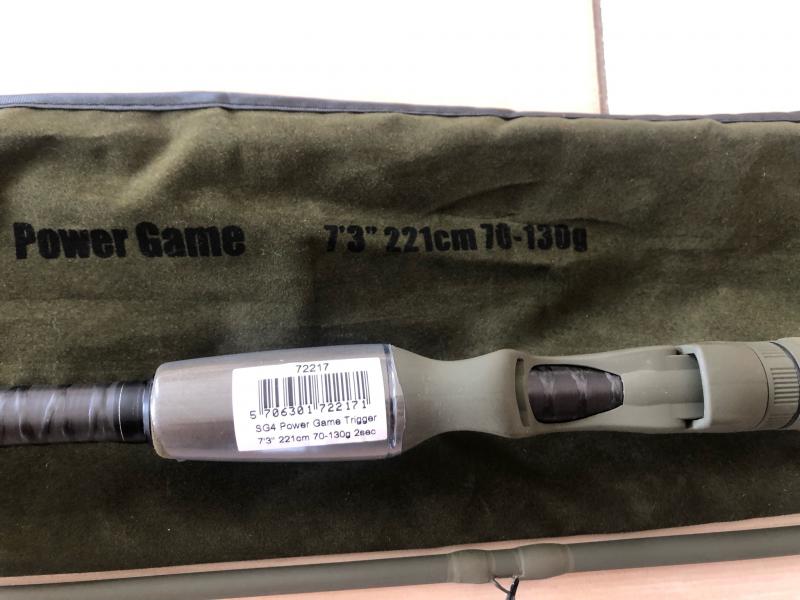 Power Game 7'3" 221cm 70-130g
72217
5 706301 722171
SG4 Power Game Trigger
7'3" 221cm 70-130g 2sec